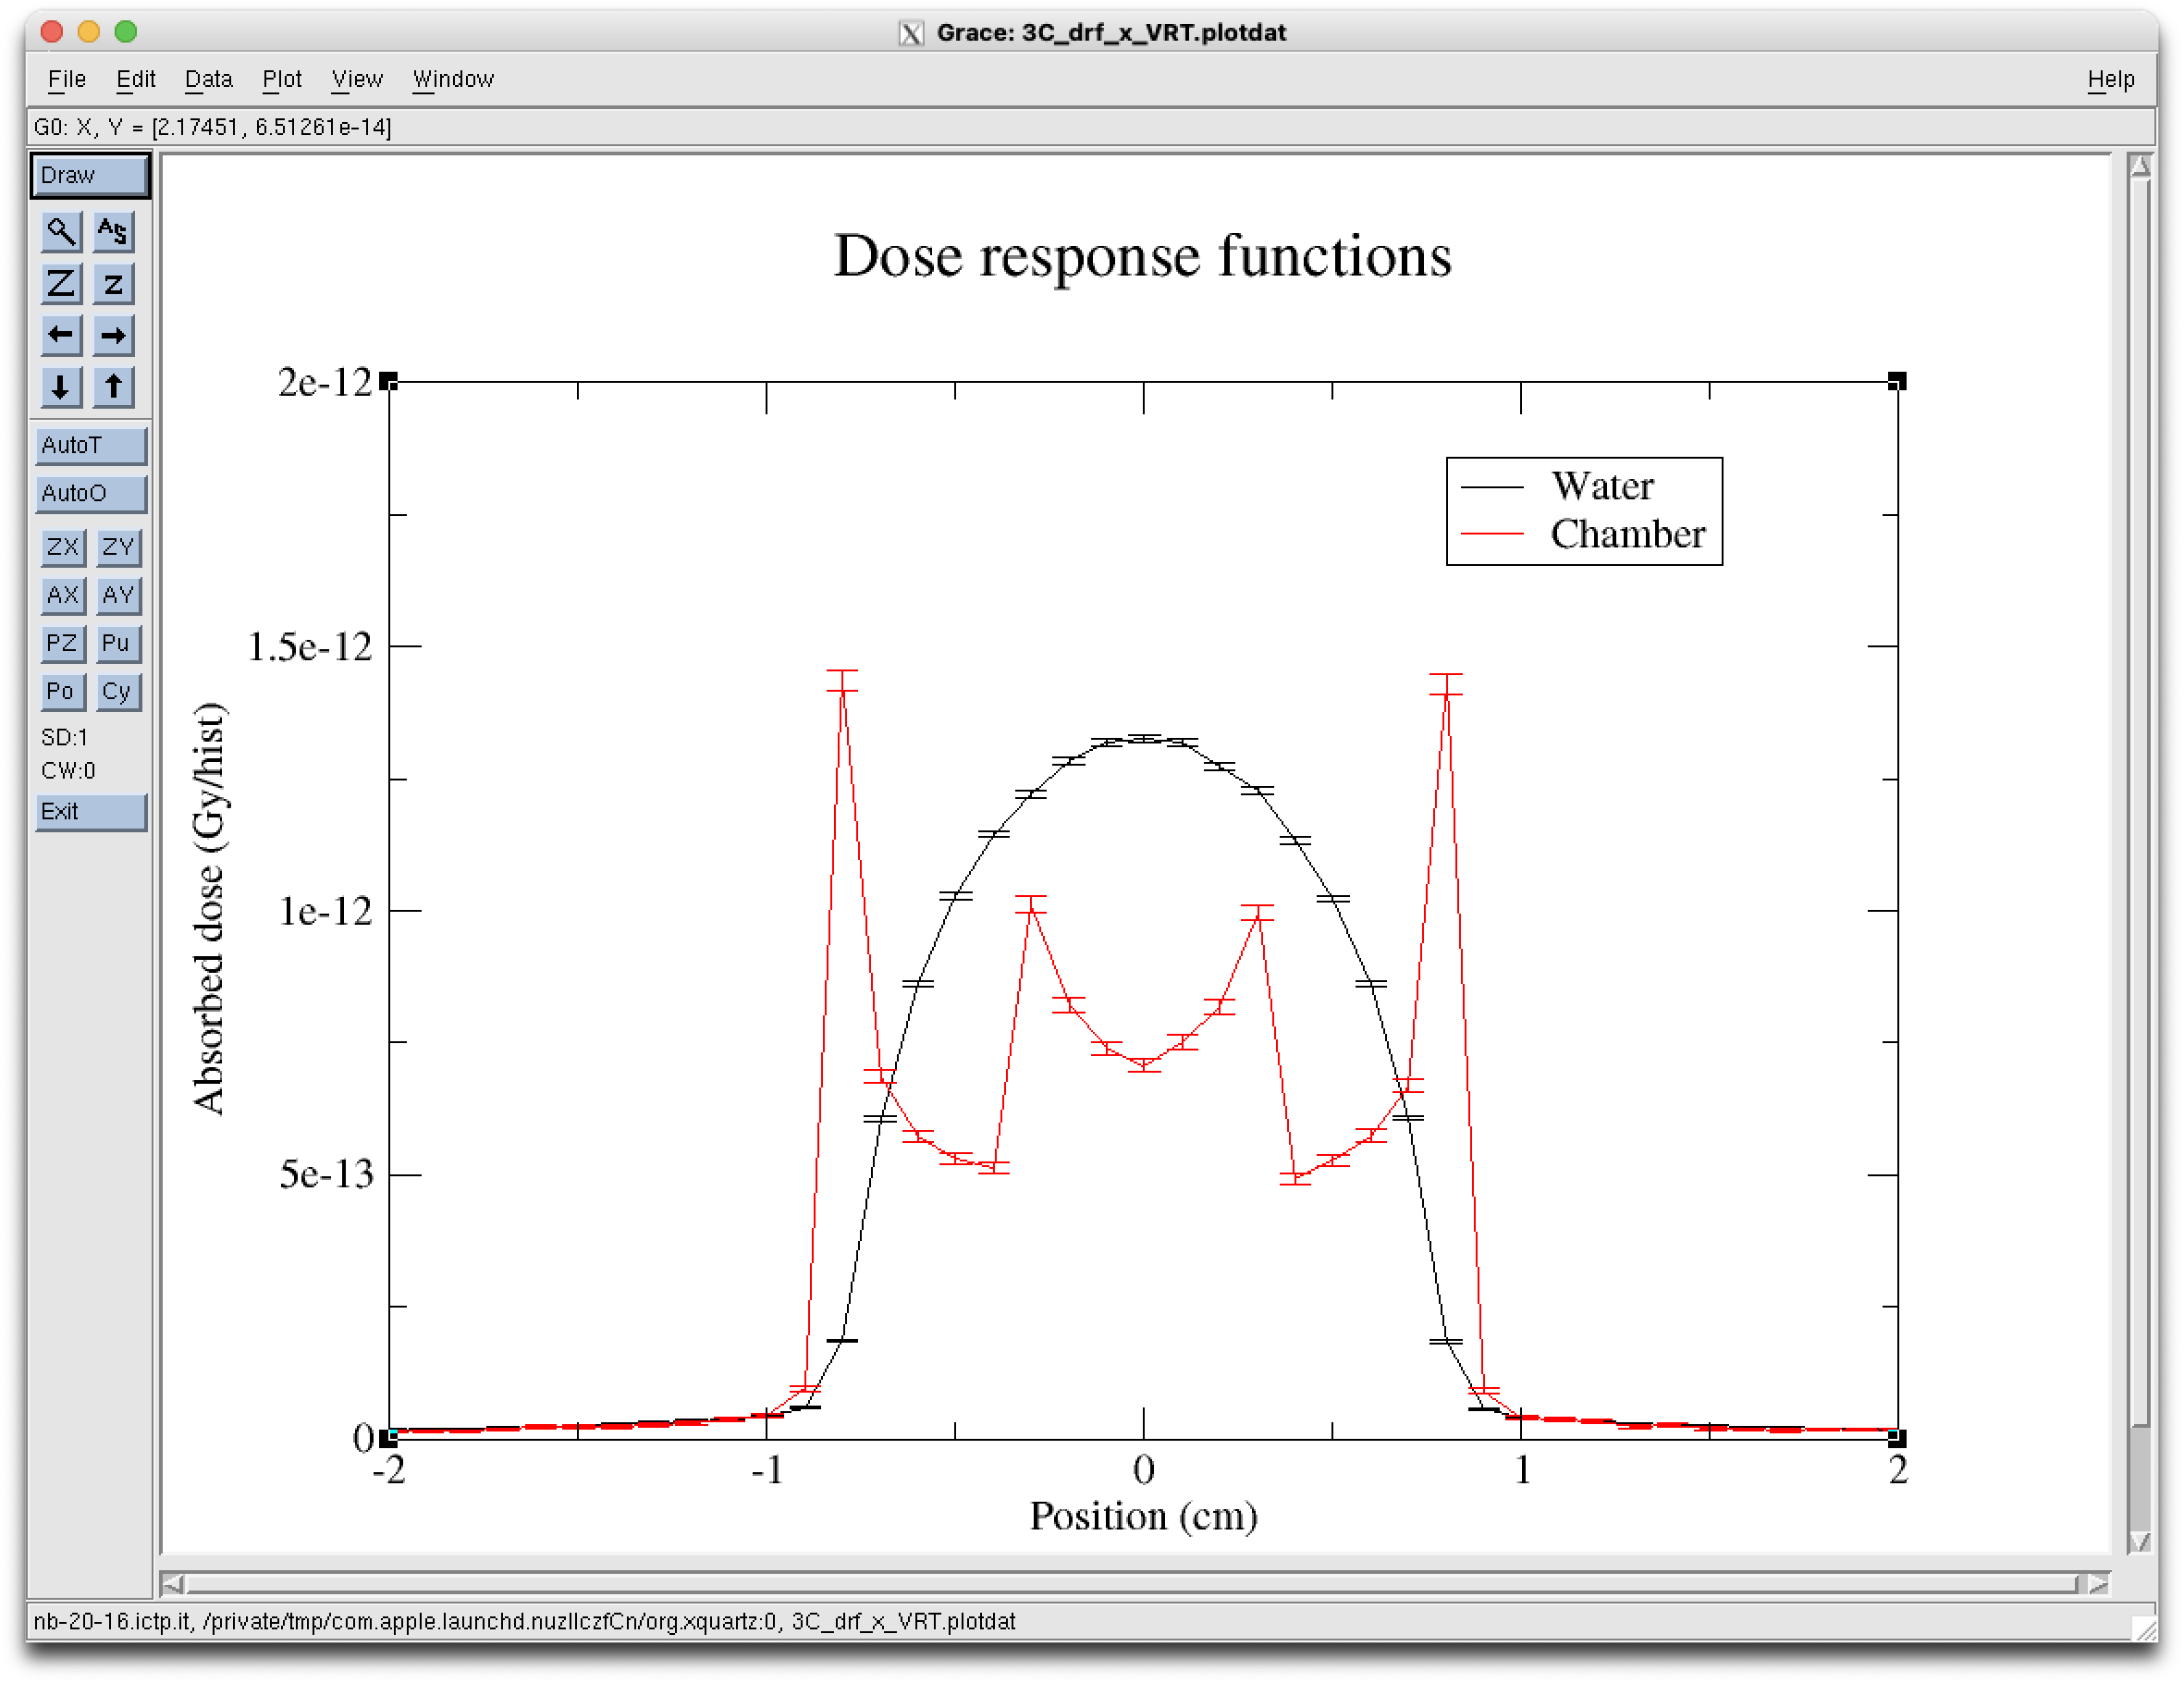 Grace: 3C_drf_x_VRT.plotdat
File Edit Data Plot View Window Help
G0: X, Y = [2.17451, 6.51261e-14]
Draw
A S
Z z
AutoT
AutoO
ZX ZY
AX AY
PZ Pu
Po Cy
SD:1
CW:0
Exit
Dose response functions
2e-12
1.5e-12
1e-12
5e-13
0
Absorbed dose (Gy/hist)
Water
Chamber
-2 -1 0 1 2
Position (cm)
nb-20-16.ictp.it, /private/tmp/com.apple.launchd.nuzllczfCn/org.xquartz:0, 3C_drf_x_VRT.plotdat